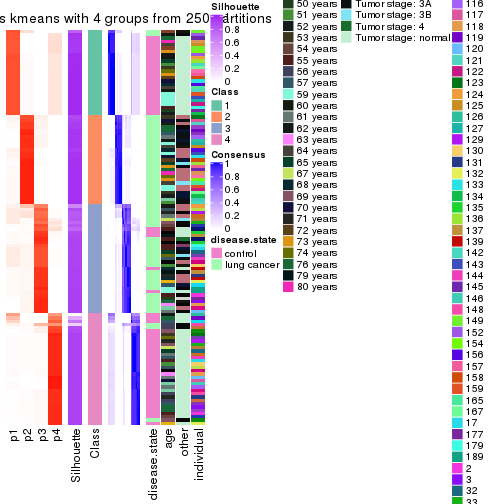 s kmeans with 4 groups from 250 partitions
Silhouette
1
0.8
0.6
0.4
0.2
0
Class
1
2
3
4
Consensus
1
0.8
0.6
0.4
0.2
0
disease.state
control
lung cancer
50 years
51 years
52 years
53 years
54 years
55 years
56 years
57 years
59 years
60 years
61 years
62 years
63 years
64 years
65 years
67 years
68 years
69 years
70 years
71 years
72 years
73 years
74 years
76 years
79 years
80 years
Tumor stage: 3A
Tumor stage: 3B
Tumor stage: 4
Tumor stage: normal
116
117
118
119
120
121
122
123
124
125
126
127
129
130
131
132
133
134
135
136
137
139
142
143
144
145
146
148
149
154
156
157
158
159
165
167
17
177
179
189
2
3
32
33
p1
p2
p3
p4
Silhouette
Class
disease.state
age
other
individual